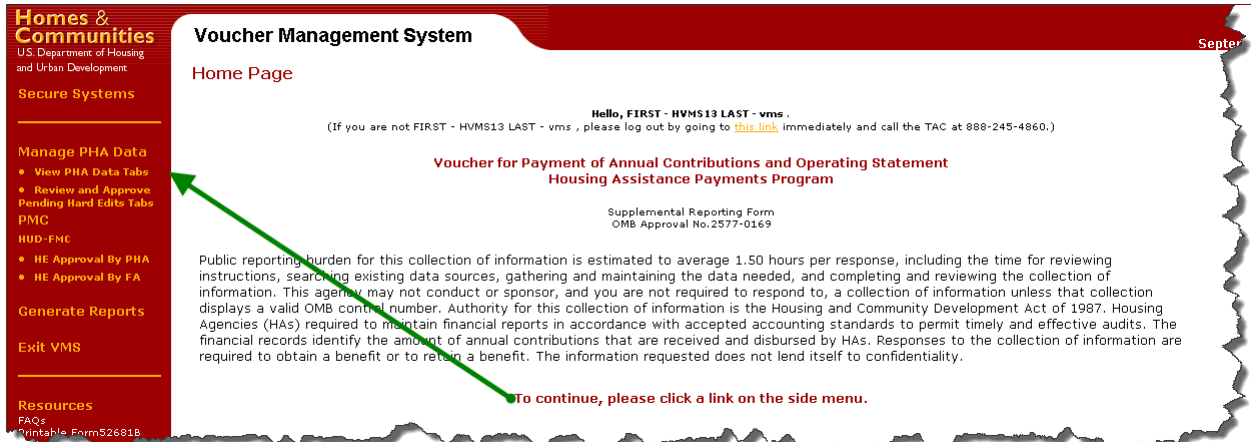 Homes &
Communities
U.S. Department of Housing
and Urban Development
Secure Systems
Manage PHA Data
• View PHA Data Tabs
• Review and Approve
Pending Hard Edits Tabs
PMC
HUD-FMC
• HE Approval By PHA
• HE Approval By FA
Generate Reports
Exit VMS
Resources
FAQs
Printable Form52681B
Voucher Management System
Septer
Home Page
Hello, FIRST - HVMS13 LAST - vms .
(If you are not FIRST - HVMS13 LAST - vms , please log out by going to this link immediately and call the TAC at 888-245-4860.)
Voucher for Payment of Annual Contributions and Operating Statement
Housing Assistance Payments Program
Supplemental Reporting Form
OMB Approval No.2577-0169
Public reporting burden for this collection of information is estimated to average 1.50 hours per response, including the time for reviewing
instructions, searching existing data sources, gathering and maintaining the data needed, and completing and reviewing the collection of
information. This agency may not conduct or sponsor, and you are not required to respond to, a collection of information unless that collection
displays a valid OMB control number. Authority for this collection of information is the Housing and Community Development Act of 1987. Housing
Agencies (HAs) required to maintain financial reports in accordance with accepted accounting standards to permit timely and effective audits. The
financial records identify the amount of annual contributions that are received and disbursed by HAs. Responses to the collection of information are
required to obtain a benefit or to retain a benefit. The information requested does not lend itself to confidentiality.
To continue, please click a link on the side menu.